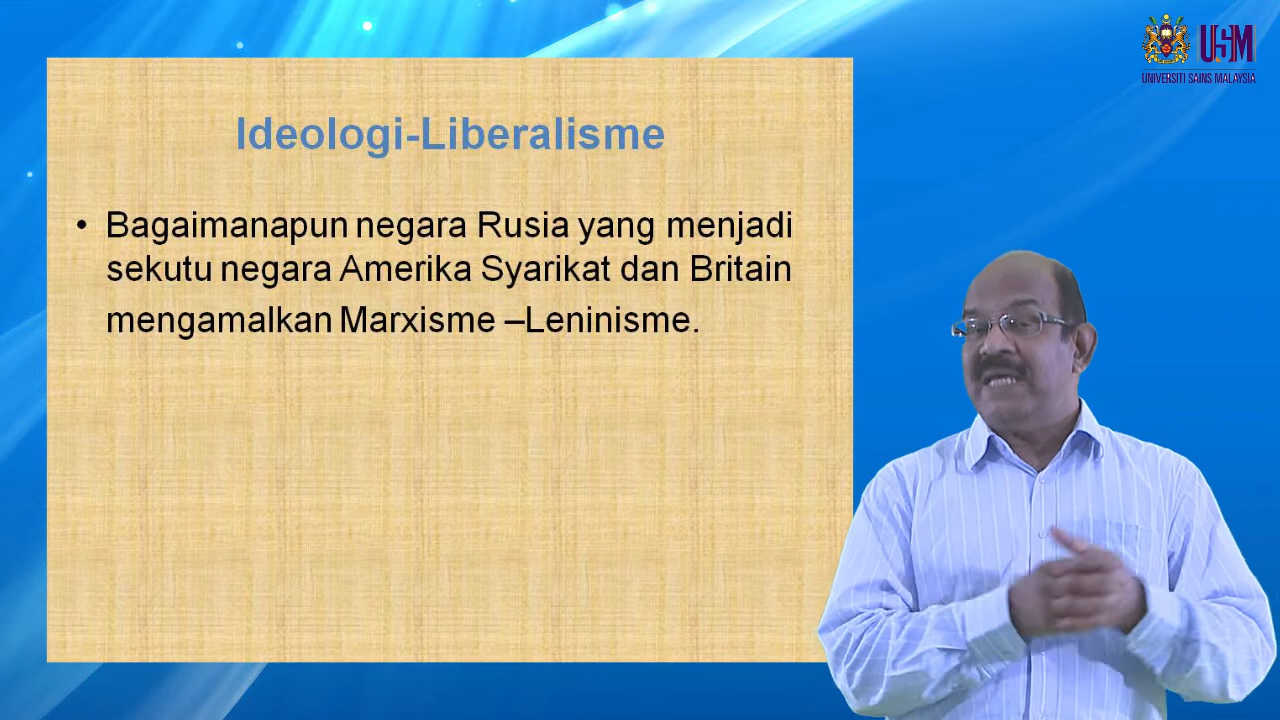 USM
UNIVERSITI SAINS MALAYSIA
Ideologi-Liberalisme
• Bagaimanapun negara Rusia yang menjadi
sekutu negara Amerika Syarikat dan Britain
mengamalkan Marxisme –Leninisme.